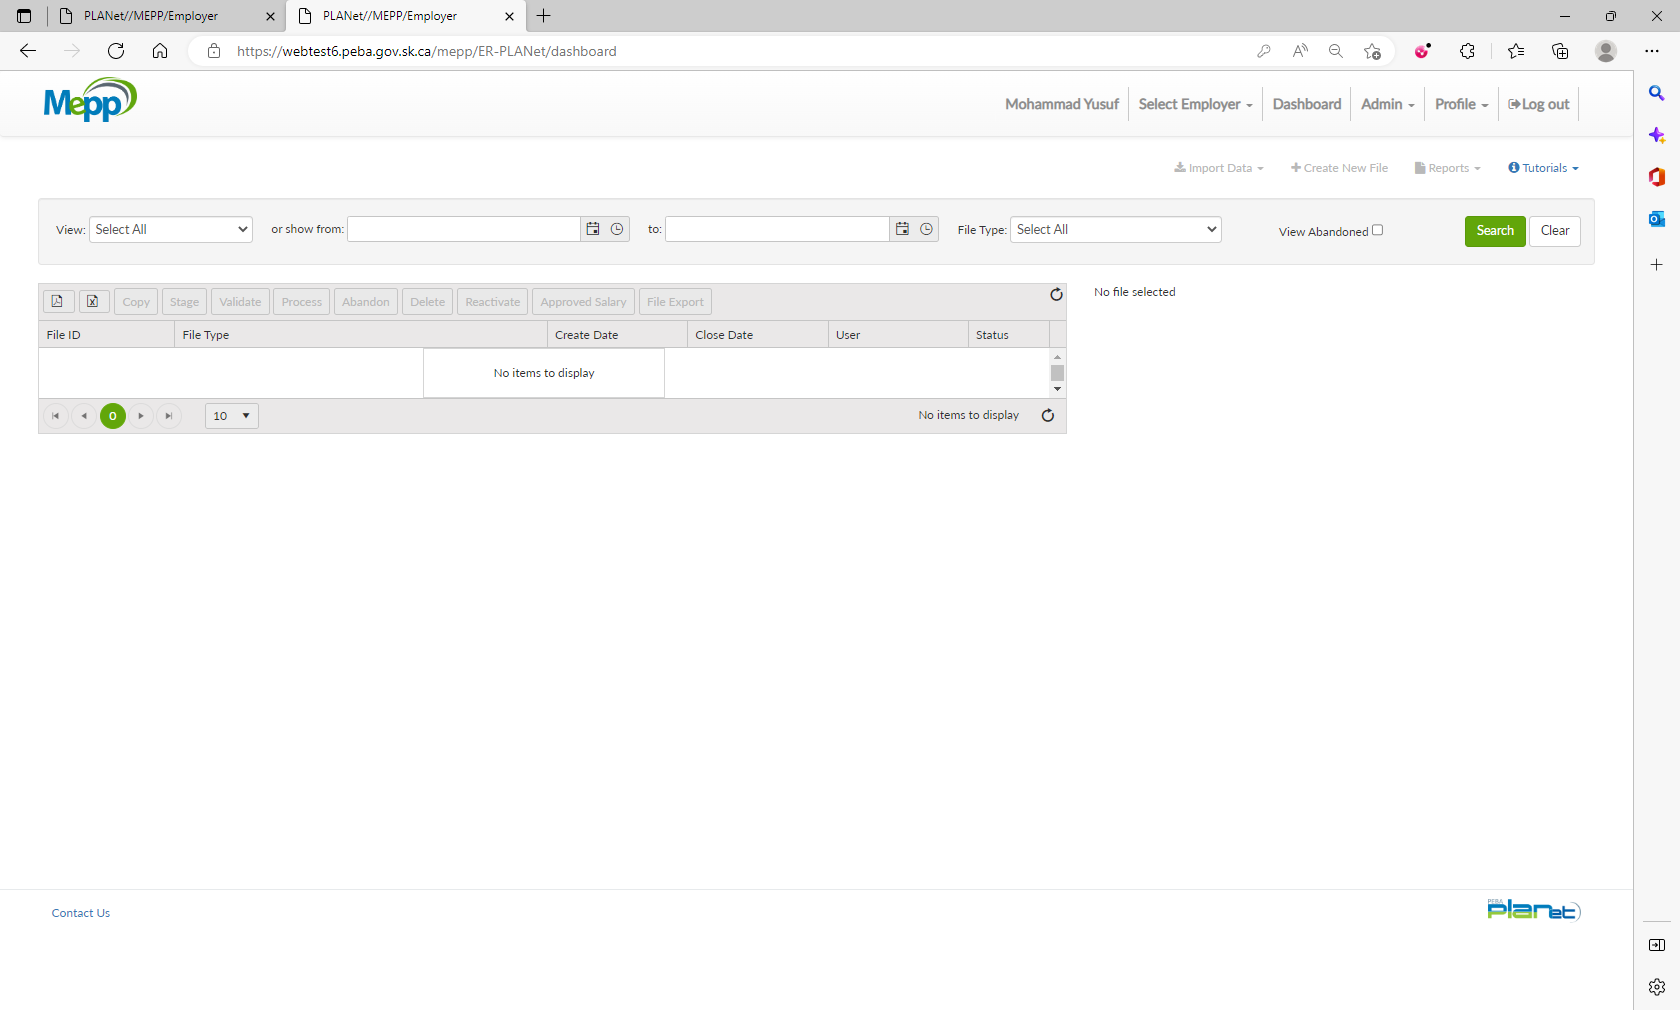 PLANet//MEPP/Employer
PLANet//MEPP/Employer
https://webtest6.peba.gov.sk.ca/mepp/ER-PLANet/dashboard
Mepp
Mohammad Yusuf Select Employer Dashboard Admin Profile Log out
Import Data Create New File Reports Tutorials
View: Select All or show from: to: File Type: Select All View Abandoned Search Clear
Copy Stage Validate Process Abandon Delete Reactivate Approved Salary File Export
No file selected
File ID File Type Create Date Close Date User Status
No items to display
0 10 No items to display
Contact Us
PEBA
planet